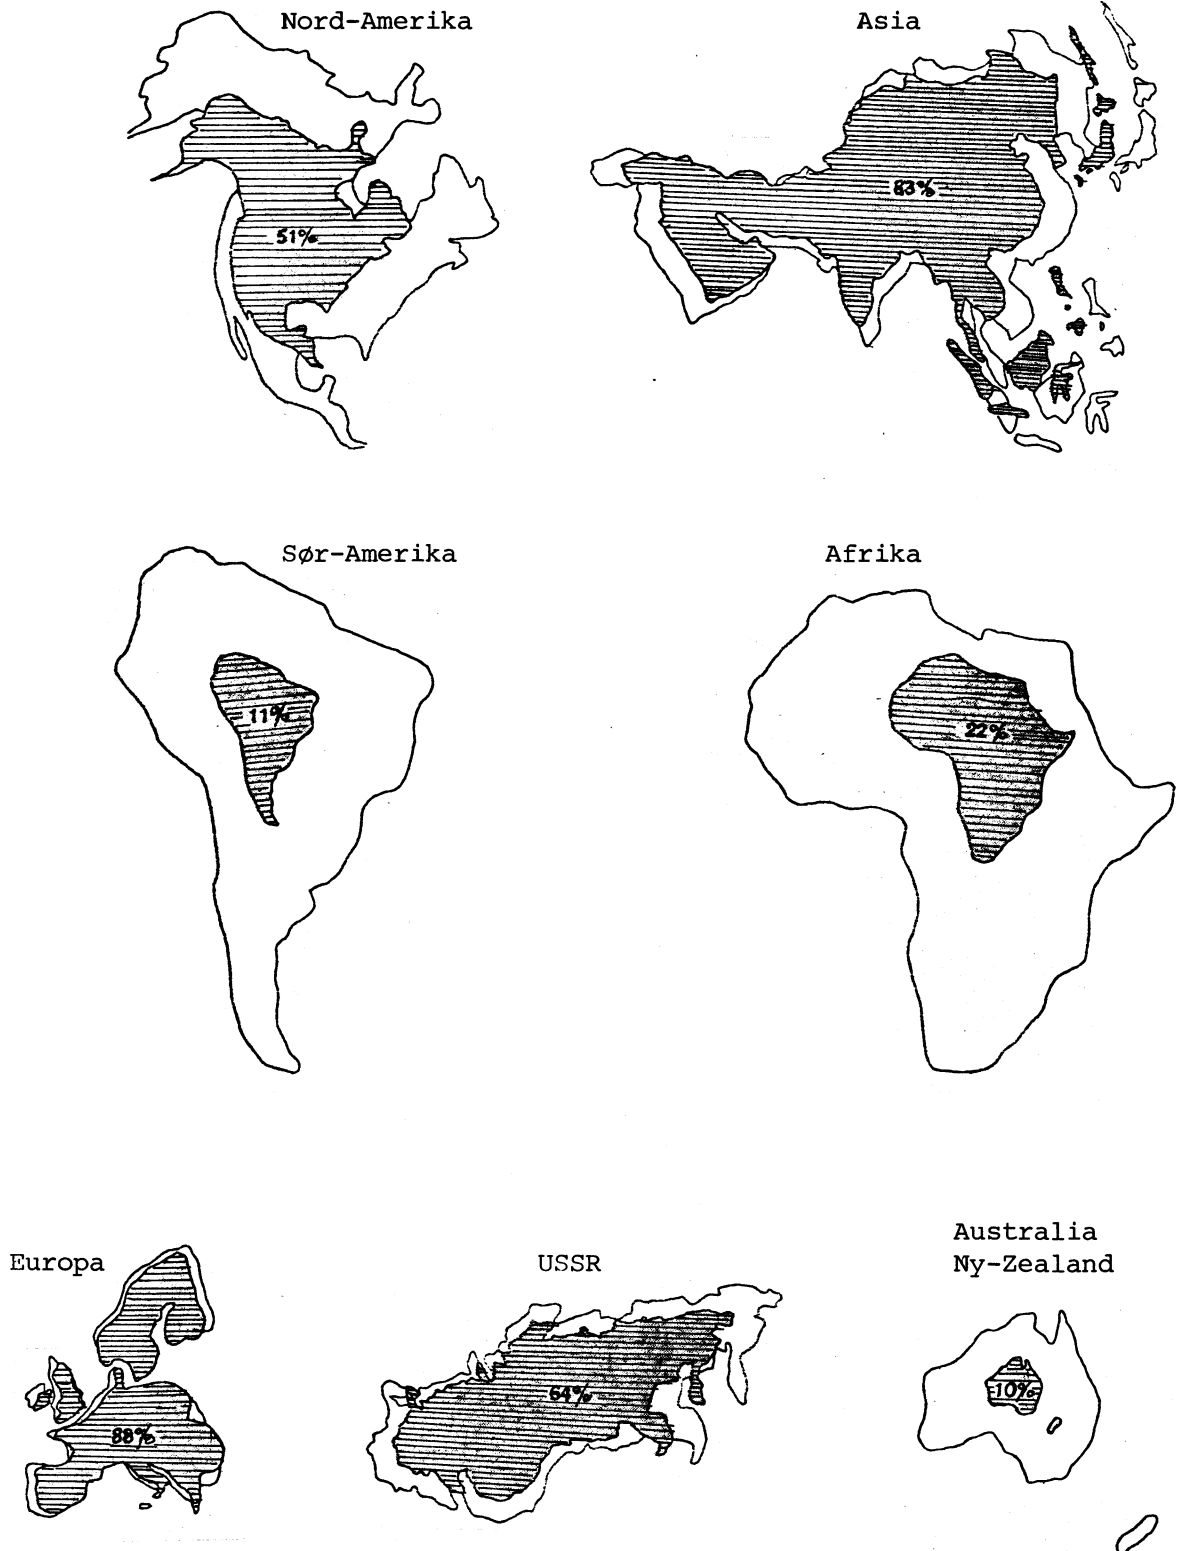 Nord-Amerika
Asia
51%
83%
Sør-Amerika
Afrika
11%
22%
Europa
USSR
Australia
Ny-Zealand
88%
64%
10%